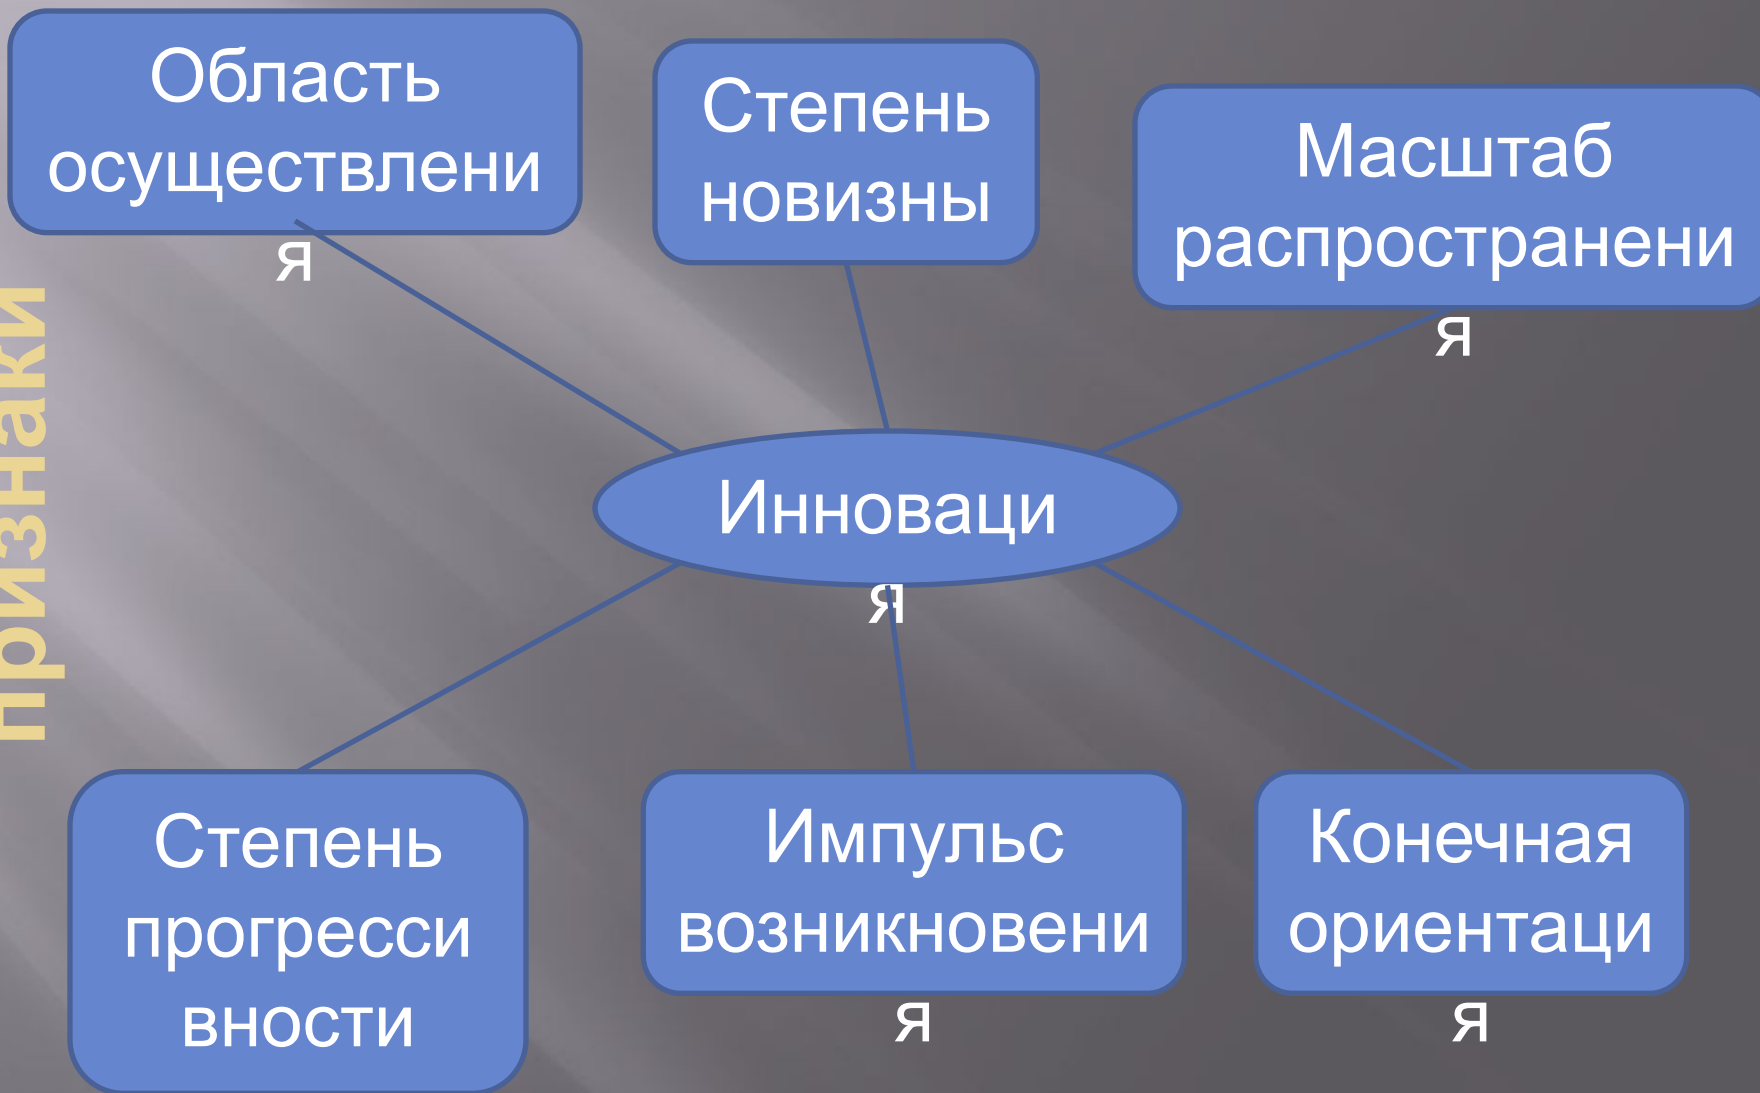 Область
осуществлени
я
Степень
новизны
Масштаб
распространени
я
признаки
Инноваци
я
Степень
прогресси
вности
Импульс
возникновени
я
Конечная
ориентаци
я